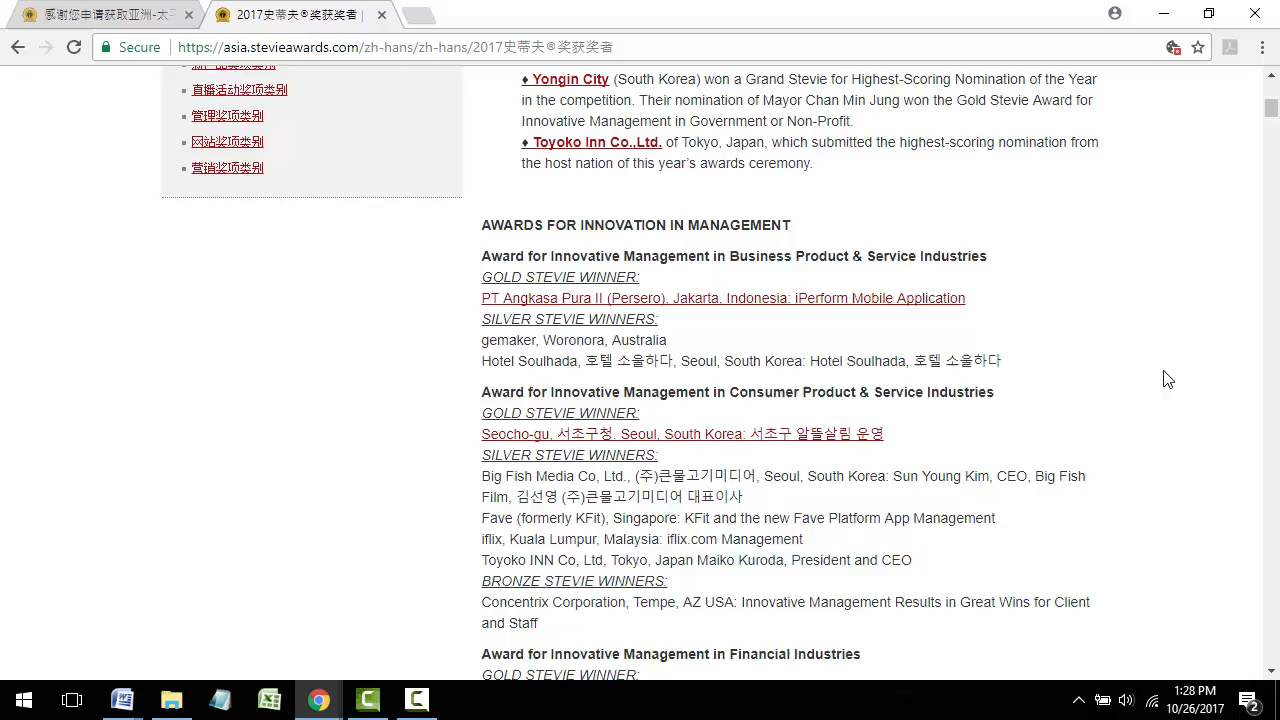 感谢您申请获取亚洲-太
2017史蒂夫®奖获奖者
Secure
https://asia.stevieawards.com/zh-hans/zh-hans/2017史蒂夫®奖获奖者
新产品奖项类别
直播活动奖项类别
管理奖项类别
网站奖项类别
营销奖项类别
♦ Yongin City (South Korea) won a Grand Stevie for Highest-Scoring Nomination of the Year
in the competition. Their nomination of Mayor Chan Min Jung won the Gold Stevie Award for
Innovative Management in Government or Non-Profit.
♦ Toyoko Inn Co.,Ltd. of Tokyo, Japan, which submitted the highest-scoring nomination from
the host nation of this year's awards ceremony.
AWARDS FOR INNOVATION IN MANAGEMENT
Award for Innovative Management in Business Product & Service Industries
GOLD STEVIE WINNER:
PT Angkasa Pura II (Persero), Jakarta, Indonesia: iPerform Mobile Application
SILVER STEVIE WINNERS:
gemaker, Woronora, Australia
Hotel Soulhada, 호텔 소울하다, Seoul, South Korea: Hotel Soulhada, 호텔 소울하다
Award for Innovative Management in Consumer Product & Service Industries
GOLD STEVIE WINNER:
Seocho-gu, 서초구청, Seoul, South Korea: 서초구 알뜰살림 운영
SILVER STEVIE WINNERS:
Big Fish Media Co, Ltd., (주)큰물고기미디어, Seoul, South Korea: Sun Young Kim, CEO, Big Fish
Film, 김선영 (주)큰물고기미디어 대표이사
Fave (formerly KFit), Singapore: KFit and the new Fave Platform App Management
iflix, Kuala Lumpur, Malaysia: iflix.com Management
Toyoko INN Co, Ltd, Tokyo, Japan Maiko Kuroda, President and CEO
BRONZE STEVIE WINNERS:
Concentrix Corporation, Tempe, AZ USA: Innovative Management Results in Great Wins for Client
and Staff
Award for Innovative Management in Financial Industries
GOLD STEVIE WINNER:
1:28 PM
10/26/2017
2